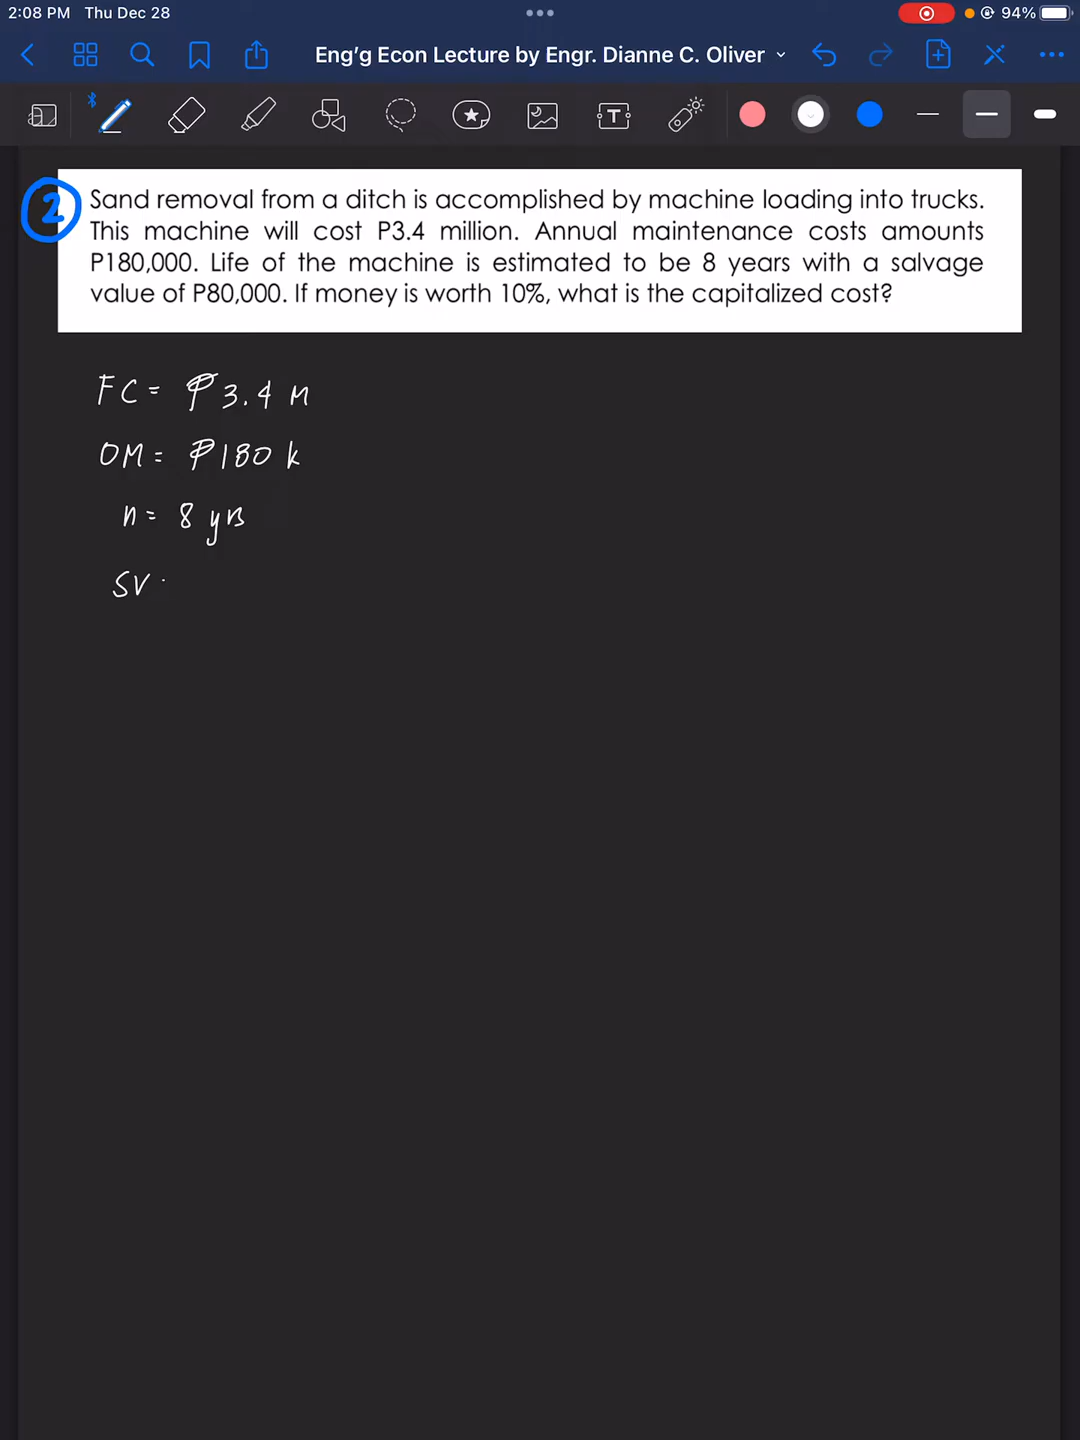 2:08 PM Thu Dec 28 94%
Eng’g Econ Lecture by Engr. Dianne C. Oliver
T
2 Sand removal from a ditch is accomplished by machine loading into trucks.
This machine will cost P3.4 million. Annual maintenance costs amounts
P180,000. Life of the machine is estimated to be 8 years with a salvage
value of P80,000. If money is worth 10%, what is the capitalized cost?
FC = ₱3.4 M
OM = ₱180 k
n = 8 yrs
SV